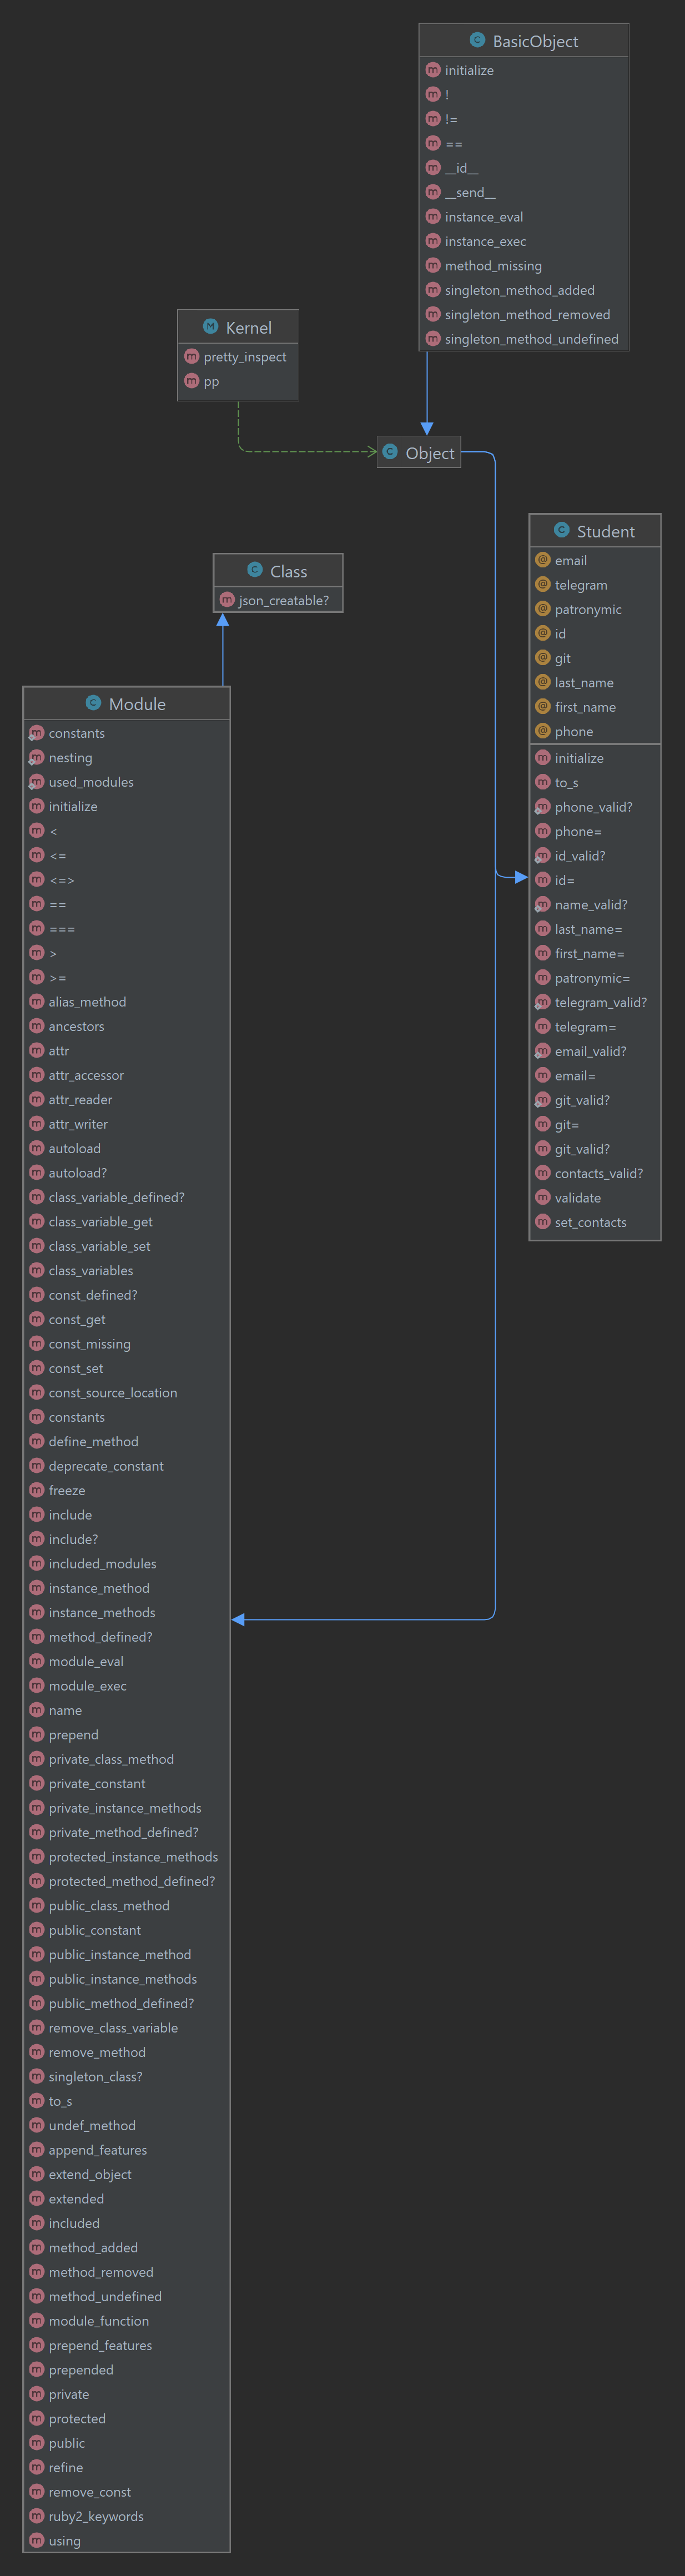 BasicObject
initialize
!
!=
==
__id__
__send__
instance_eval
instance_exec
method_missing
singleton_method_added
singleton_method_removed
singleton_method_undefined
Kernel
pretty_inspect
pp
Object
Student
email
telegram
patronymic
id
git
last_name
first_name
phone
initialize
to_s
phone_valid?
phone=
id_valid?
id=
name_valid?
last_name=
first_name=
patronymic=
telegram_valid?
telegram=
email_valid?
email=
git_valid?
git=
git_valid?
contacts_valid?
validate
set_contacts
Class
json_creatable?
Module
constants
nesting
used_modules
initialize
<
<=
<=>
==
===
>
>=
alias_method
ancestors
attr
attr_accessor
attr_reader
attr_writer
autoload
autoload?
class_variable_defined?
class_variable_get
class_variable_set
class_variables
const_defined?
const_get
const_missing
const_set
const_source_location
constants
define_method
deprecate_constant
freeze
include
include?
included_modules
instance_method
instance_methods
method_defined?
module_eval
module_exec
name
prepend
private_class_method
private_constant
private_instance_methods
private_method_defined?
protected_instance_methods
protected_method_defined?
public_class_method
public_constant
public_instance_method
public_instance_methods
public_method_defined?
remove_class_variable
remove_method
singleton_class?
to_s
undef_method
append_features
extend_object
extended
included
method_added
method_removed
method_undefined
module_function
prepend_features
prepended
private
protected
public
refine
remove_const
ruby2_keywords
using